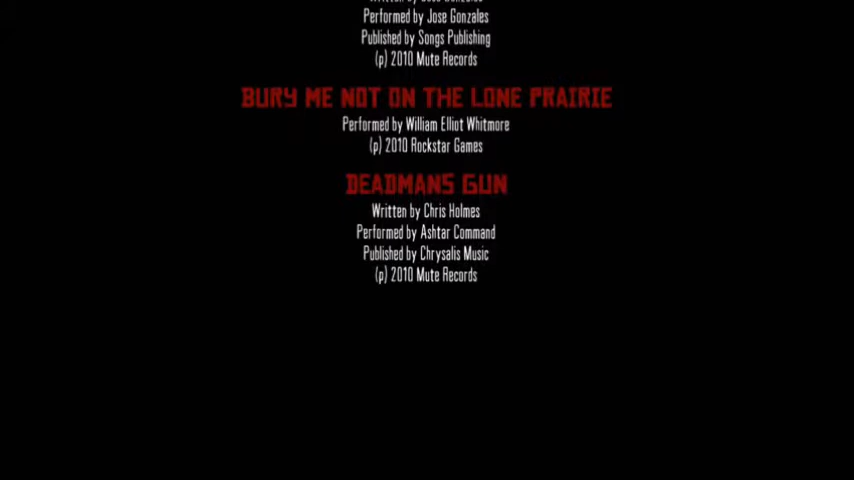 Performed by Jose Gonzales
Published by Songs Publishing
(p) 2010 Mute Records
BURY ME NOT ON THE LONE PRAIRIE
Performed by William Elliot Whitmore
(p) 2010 Rockstar Games
DEADMANS GUN
Written by Chris Holmes
Performed by Ashtar Command
Published by Chrysalis Music
(p) 2010 Mute Records